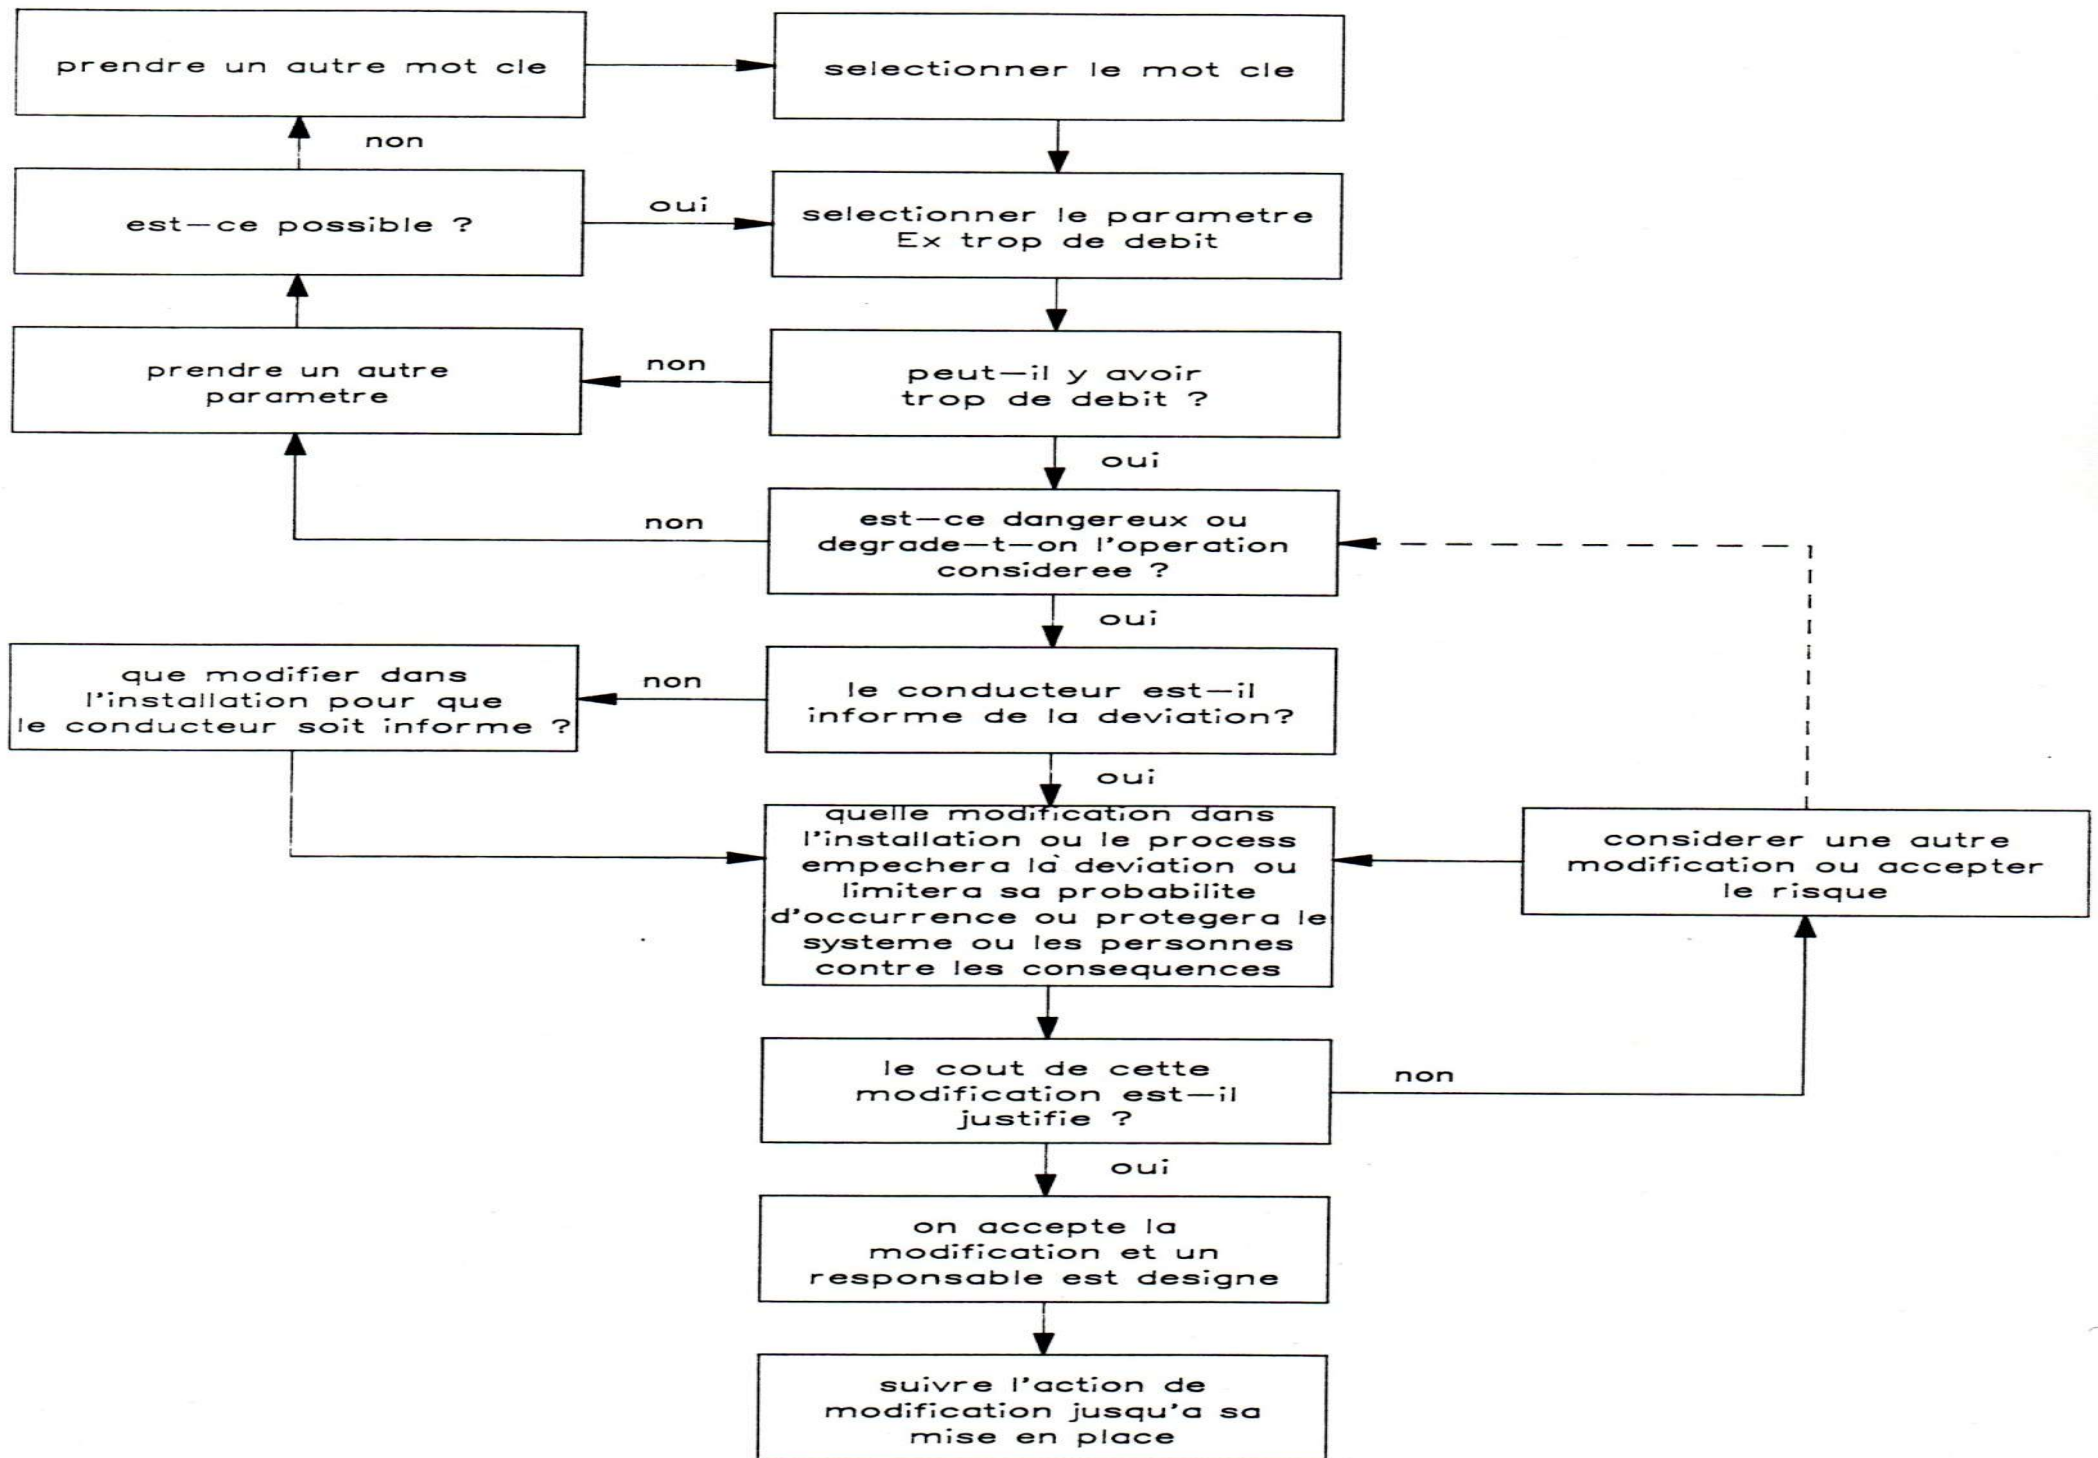 prendre un autre mot cle
selectionner le mot cle
non
est-ce possible ?
oui
selectionner le parametre
Ex trop de debit
prendre un autre
parametre
non
peut-il y avoir
trop de debit ?
oui
non
est-ce dangereux ou
degrade-t-on l'operation
consideree ?
oui
que modifier dans
l'installation pour que
le conducteur soit informe ?
non
le conducteur est-il
informe de la deviation?
oui
quelle modification dans
l'installation ou le process
empechera la deviation ou
limitera sa probabilite
d'occurrence ou protegera le
systeme ou les personnes
contre les consequences
considerer une autre
modification ou accepter
le risque
le cout de cette
modification est-il
justifie ?
non
oui
on accepte la
modification et un
responsable est designe
suivre l'action de
modification jusqu'a sa
mise en place